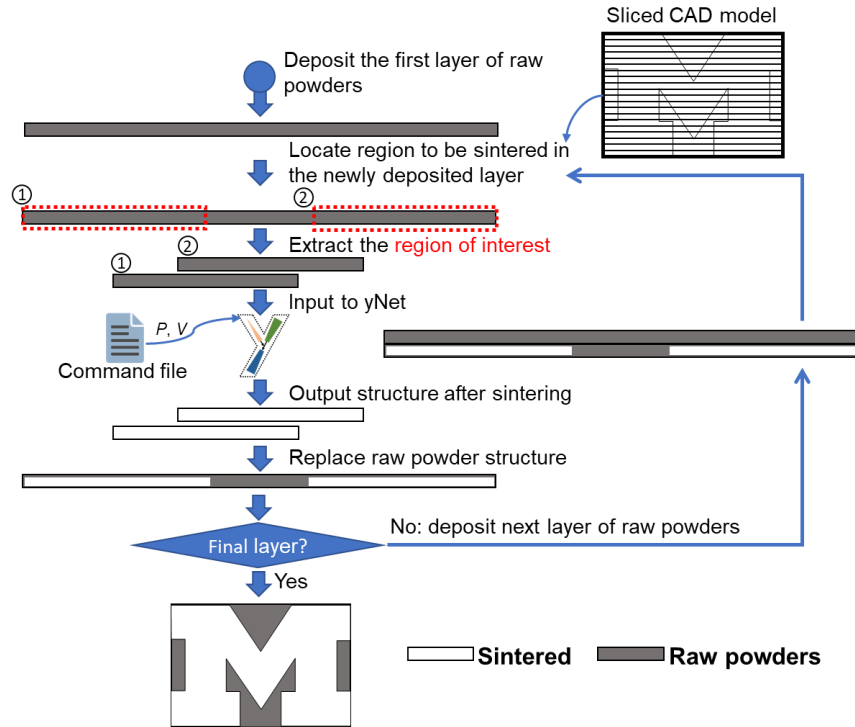 Sliced CAD model
Deposit the first layer of raw
powders
Locate region to be sintered in
the newly deposited layer
① ②
Extract the region of interest
②
①
Input to yNet
P, V
Command file
Output structure after sintering
Replace raw powder structure
No: deposit next layer of raw powders
Final layer?
Yes
Sintered Raw powders